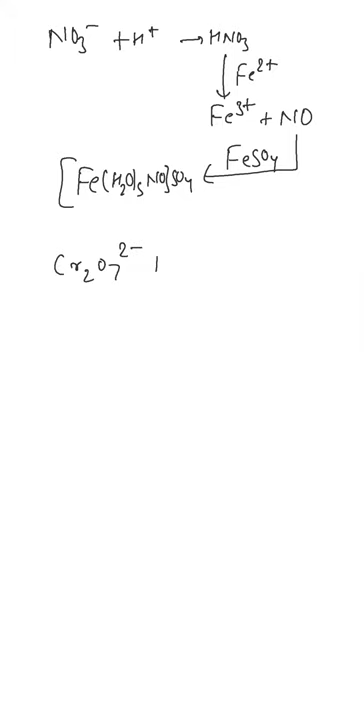 NO₃⁻ + H⁺ → HNO₃
↓ Fe²⁺
Fe³⁺ + NO
FeSO₄
[Fe(H₂O)₅NO]SO₄ ←
Cr₂O₇²⁻ |